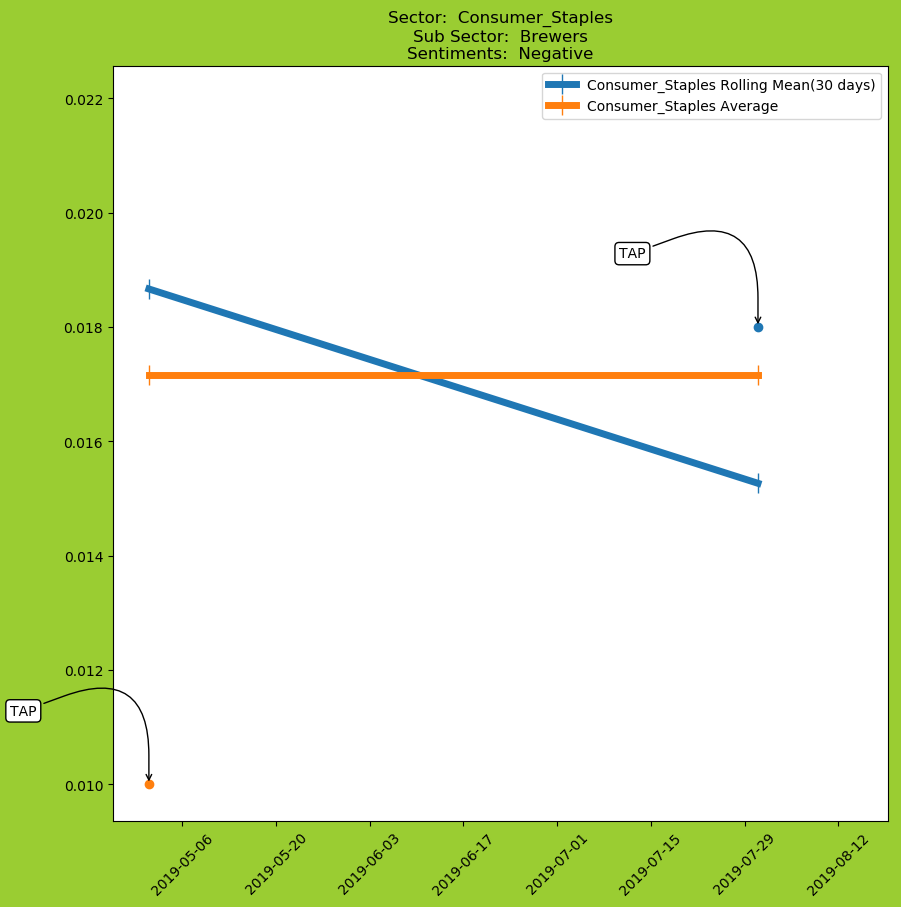 Sector:  Consumer_Staples
Sub Sector:  Brewers
Sentiments:  Negative
Consumer_Staples Rolling Mean(30 days)
Consumer_Staples Average
0.022
0.020
TAP
0.018
0.016
0.014
0.012
TAP
0.010
2019-05-06
2019-05-20
2019-06-03
2019-06-17
2019-07-01
2019-07-15
2019-07-29
2019-08-12